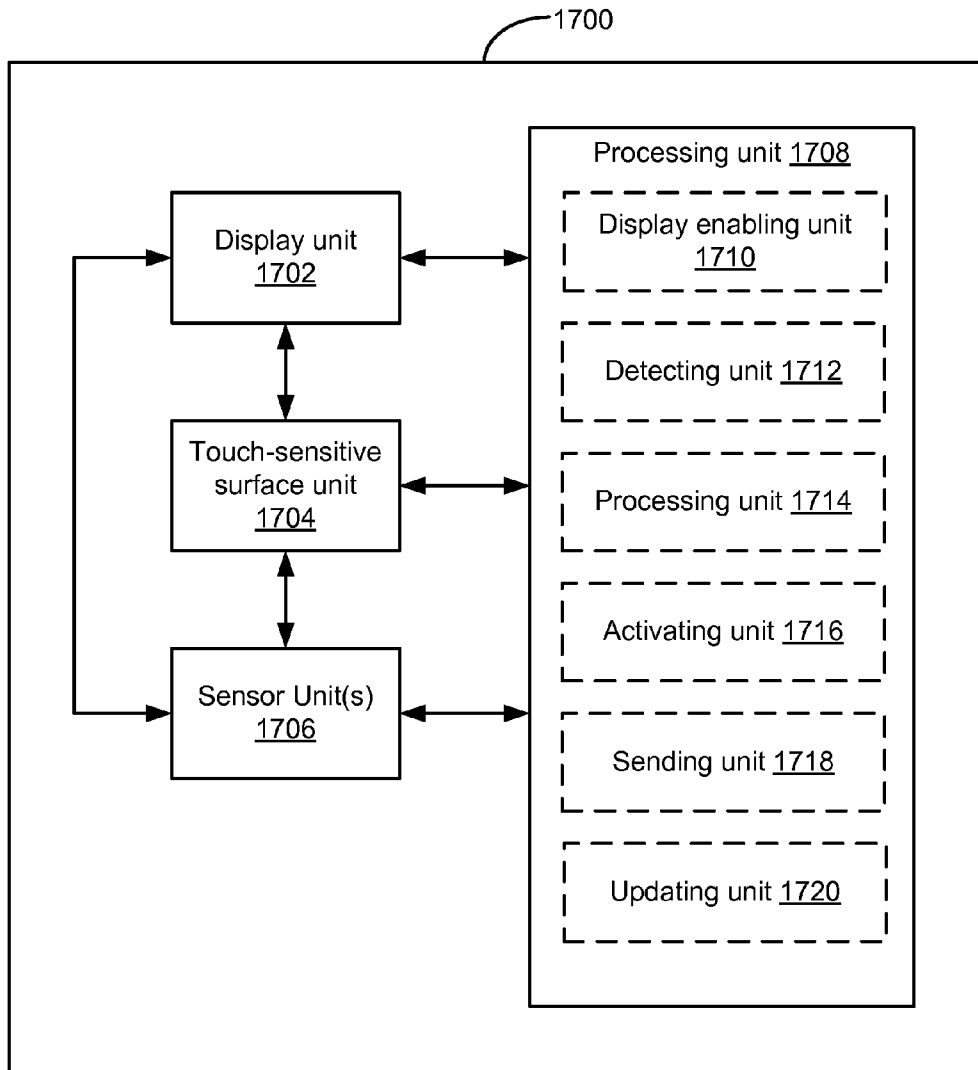 1700
Processing unit 1708
Display enabling unit
1710
Display unit
1702
Detecting unit 1712
Touch-sensitive
surface unit
1704
Processing unit 1714
Activating unit 1716
Sensor Unit(s)
1706
Sending unit 1718
Updating unit 1720